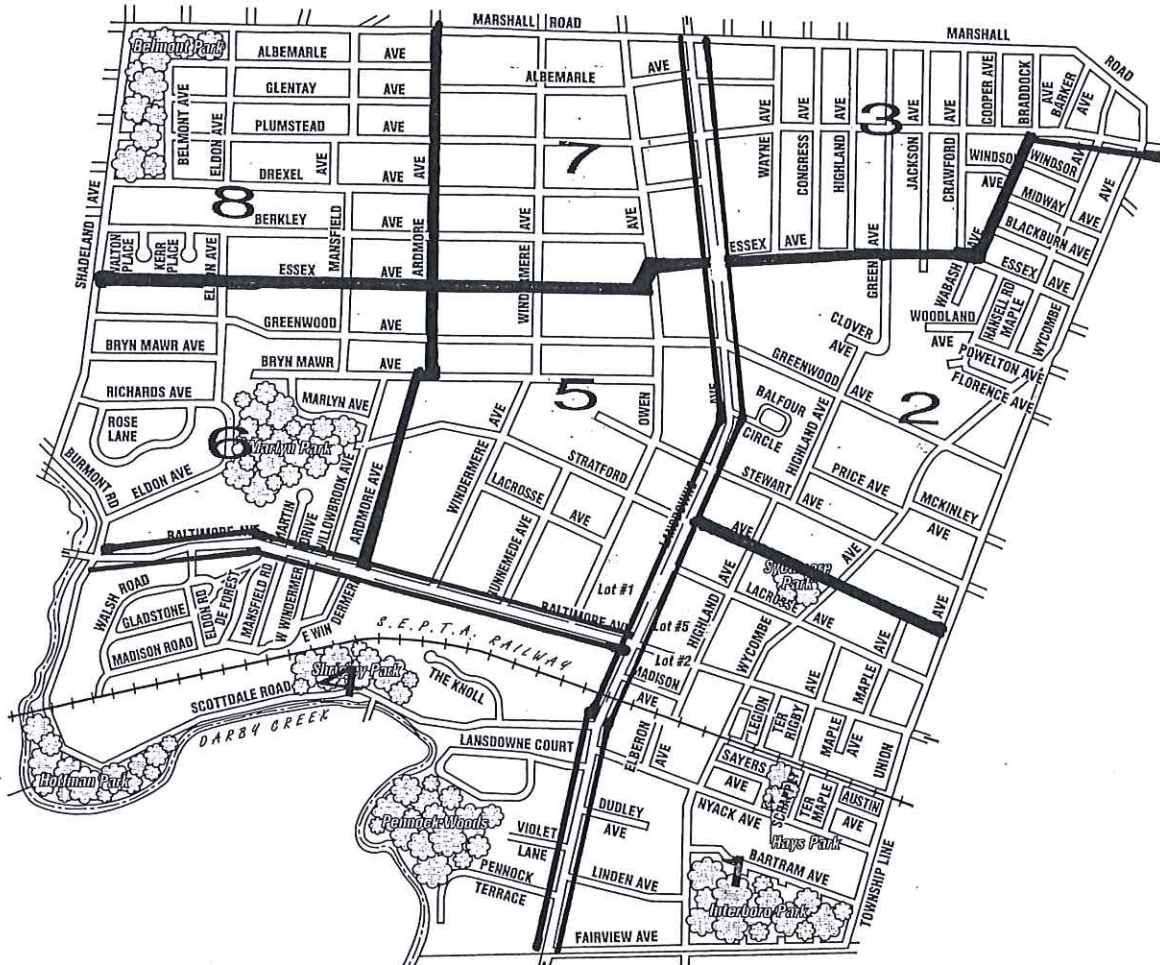 MARSHALL ROAD
MARSHALL
ROAD
Belmont Park
ALBEMARLE AVE
ALBEMARLE AVE
GLENTAY AVE
PLUMSTEAD AVE
BELMONT AVE
ELDON AVE
DREXEL AVE
7
3
COOPER AVE
BRADDOCK AVE
BARKER AVE
WAYNE AVE
CONGRESS
HIGHLAND
JACKSON AVE
CRAWFORD AVE
WINDSOR
AVE
MIDWAY AVE
BLACKBURN AVE
8
BERKLEY AVE
MANSFIELD
ARDMORE AVE
WINDERMERE AVE
AVE
SHADELAND AVE
WALTON PLACE
KERR PLACE
ESSEX AVE
ESSEX AVE
GREEN AVE
WABASH AVE
ESSEX AVE
HANSELL RD
MAPLE
WYCOMBE AVE
GREENWOOD AVE
BRYN MAWR AVE
BRYN MAWR AVE
CLOVER AVE
WOODLAND AVE
POWELTON AVE
FLORENCE AVE
GREENWOOD AVE
2
RICHARDS AVE
ROSE LANE
MARLYN AVE
6
Marlyn Park
5
OWEN
AVE
BALFOUR CIRCLE
HIGHLAND AVE
BURMONT RD
ELDON AVE
WILLOWBROOK AVE
ARDMORE AVE
WINDERMERE AVE
STRATFORD AVE
LACROSSE AVE
STEWART AVE
PRICE AVE
MCKINLEY AVE
LANSDOWNE
BALTIMORE AVE
MARTIN DRIVE
RUNNEMEDE AVE
Sycamore Park
LACROSSE
AVE
WALSH ROAD
GLADSTONE
ELDON RD
DE FOREST
MANSFIELD RD
W WINDERMER
E WINDERMER
MADISON ROAD
BALTIMORE AVE
Lot #1
Lot #5
Lot #2
HIGHLAND AVE
WYCOMBE AVE
MADISON AVE
S.E.P.T.A. RAILWAY
Shrigley Park
4
SCOTTDALE ROAD
THE KNOLL
DARBY CREEK
LANSDOWNE COURT
ELBERON AVE
LEGION TER
RIGBY AVE
MAPLE AVE
MAPLE AVE
UNION AVE
SAYERS AVE
Hoffman Park
Pennock Woods
VIOLET LANE
DUDLEY AVE
NYACK AVE
TER
MAPLE
AUSTIN AVE
Hays Park
BARTRAM AVE
1
PENNOCK TERRACE
LINDEN AVE
Interboro Park
TOWNSHIP LINE
FAIRVIEW AVE